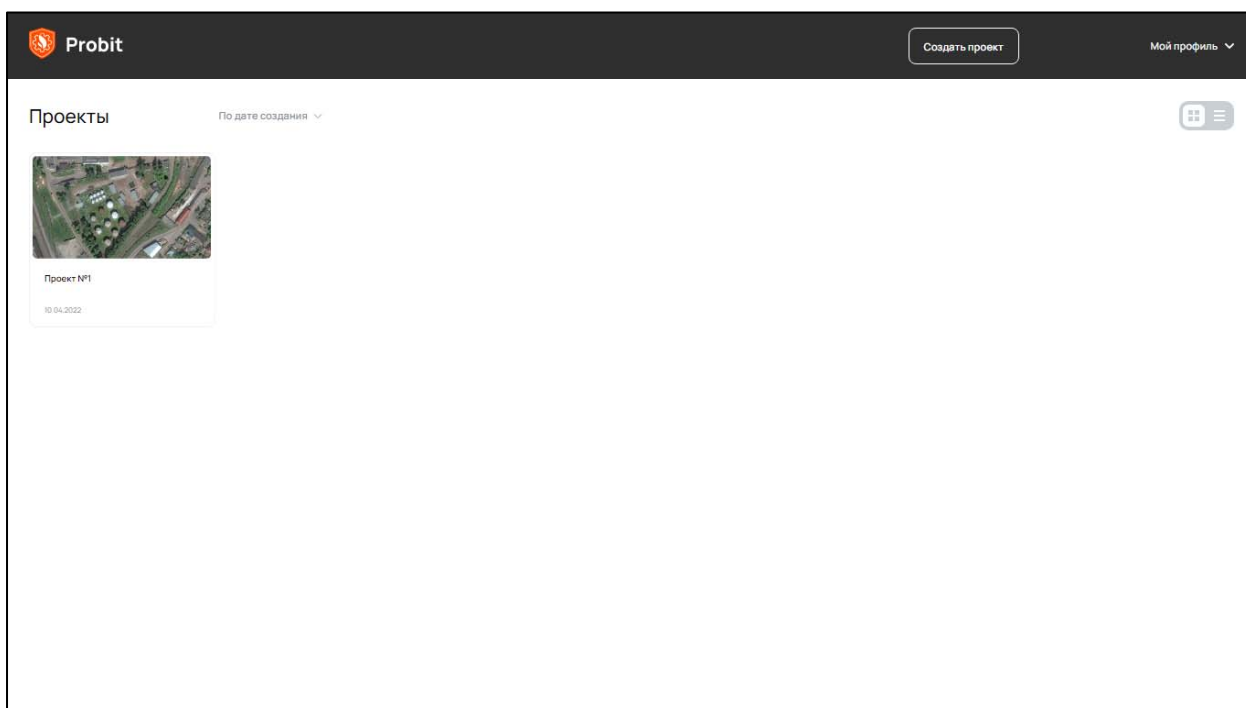 Probit
Создать проект
Мой профиль
Проекты
По дате создания
Проект №1
10.04.2022